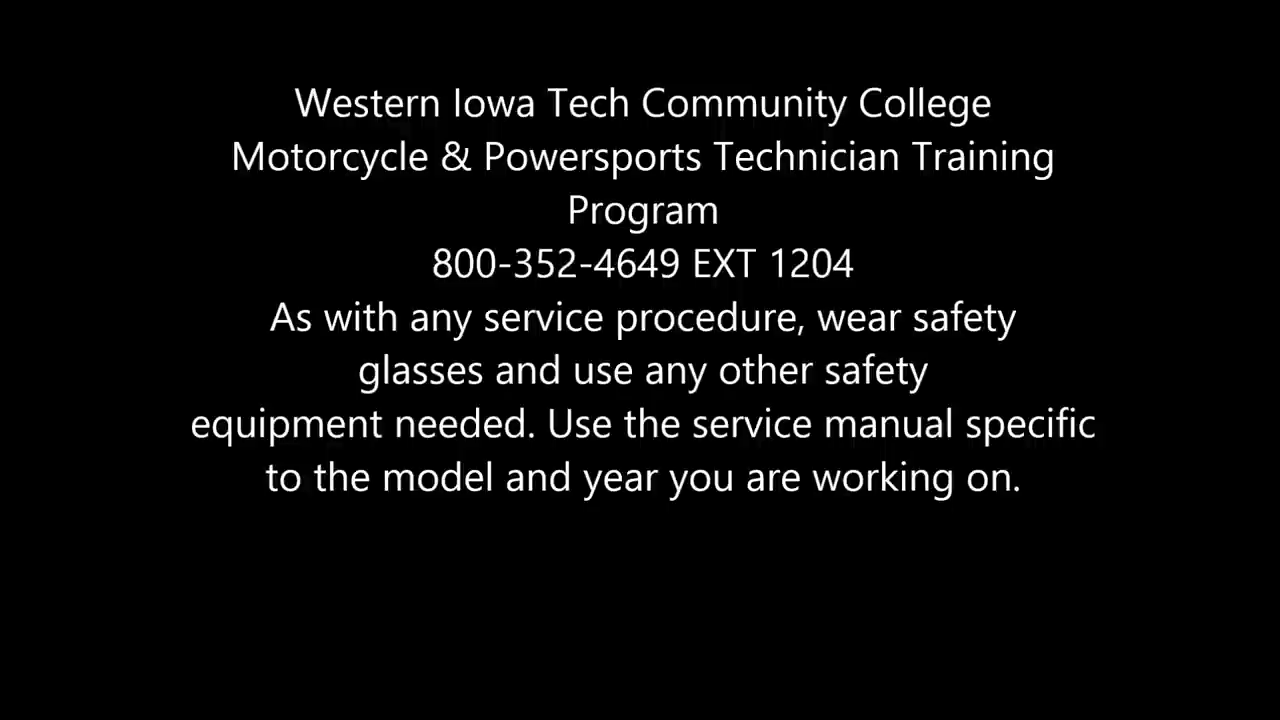 Western Iowa Tech Community College
Motorcycle & Powersports Technician Training
Program
800-352-4649 EXT 1204
As with any service procedure, wear safety
glasses and use any other safety
equipment needed. Use the service manual specific
to the model and year you are working on.